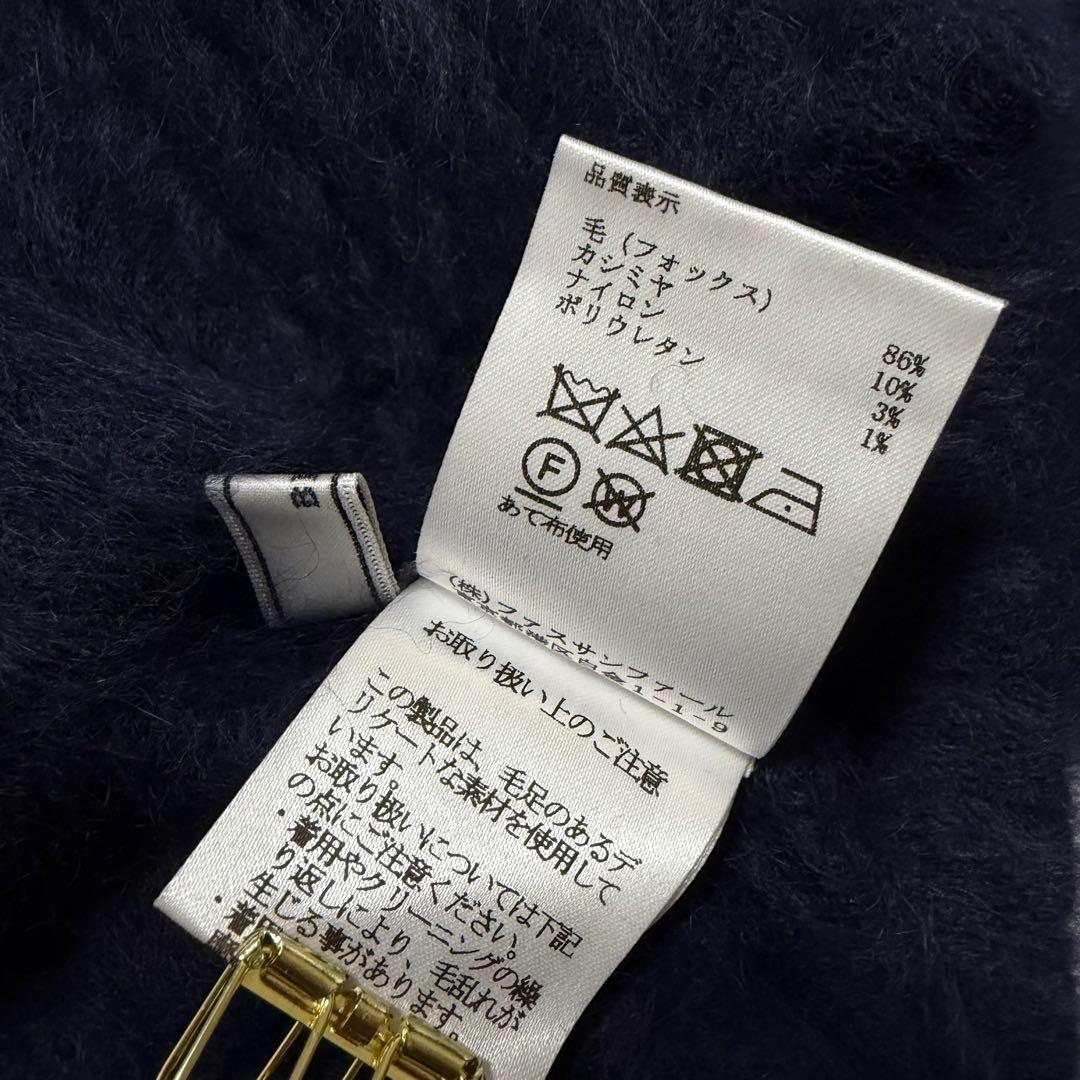 品質表示
毛(フォックス) 86%
カシミヤ 10%
ナイロン 3%
ポリウレタン 1%
F
W
あて布使用
(株)ファスサンファール
1-1-9
38
お取り扱い上のご注意
この製品は、毛足のあるデ
リケートな素材を使用して
います。
お取り扱いについては下記
の点にご注意ください。
・着用やクリーニングの繰
り返しにより、毛乱れが
生じる事があります。